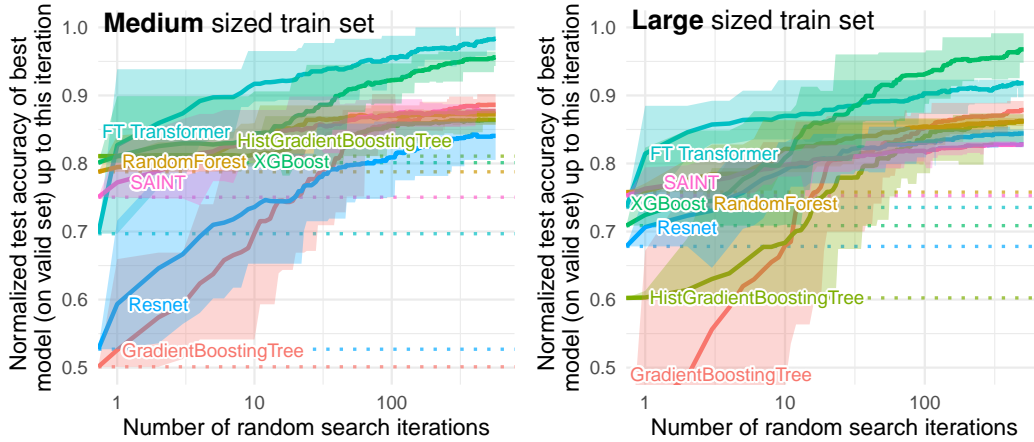 Medium sized train set
Normalized test accuracy of best
model (on valid set) up to this iteration
1.0
0.9
0.8
0.7
0.6
0.5
FT Transformer
HistGradientBoostingTree
RandomForest
XGBoost
SAINT
Resnet
GradientBoostingTree
1
10
100
Number of random search iterations
Large sized train set
Normalized test accuracy of best
model (on valid set) up to this iteration
1.0
0.9
0.8
0.7
0.6
0.5
FT Transformer
SAINT
XGBoost
RandomForest
Resnet
HistGradientBoostingTree
GradientBoostingTree
1
10
100
Number of random search iterations